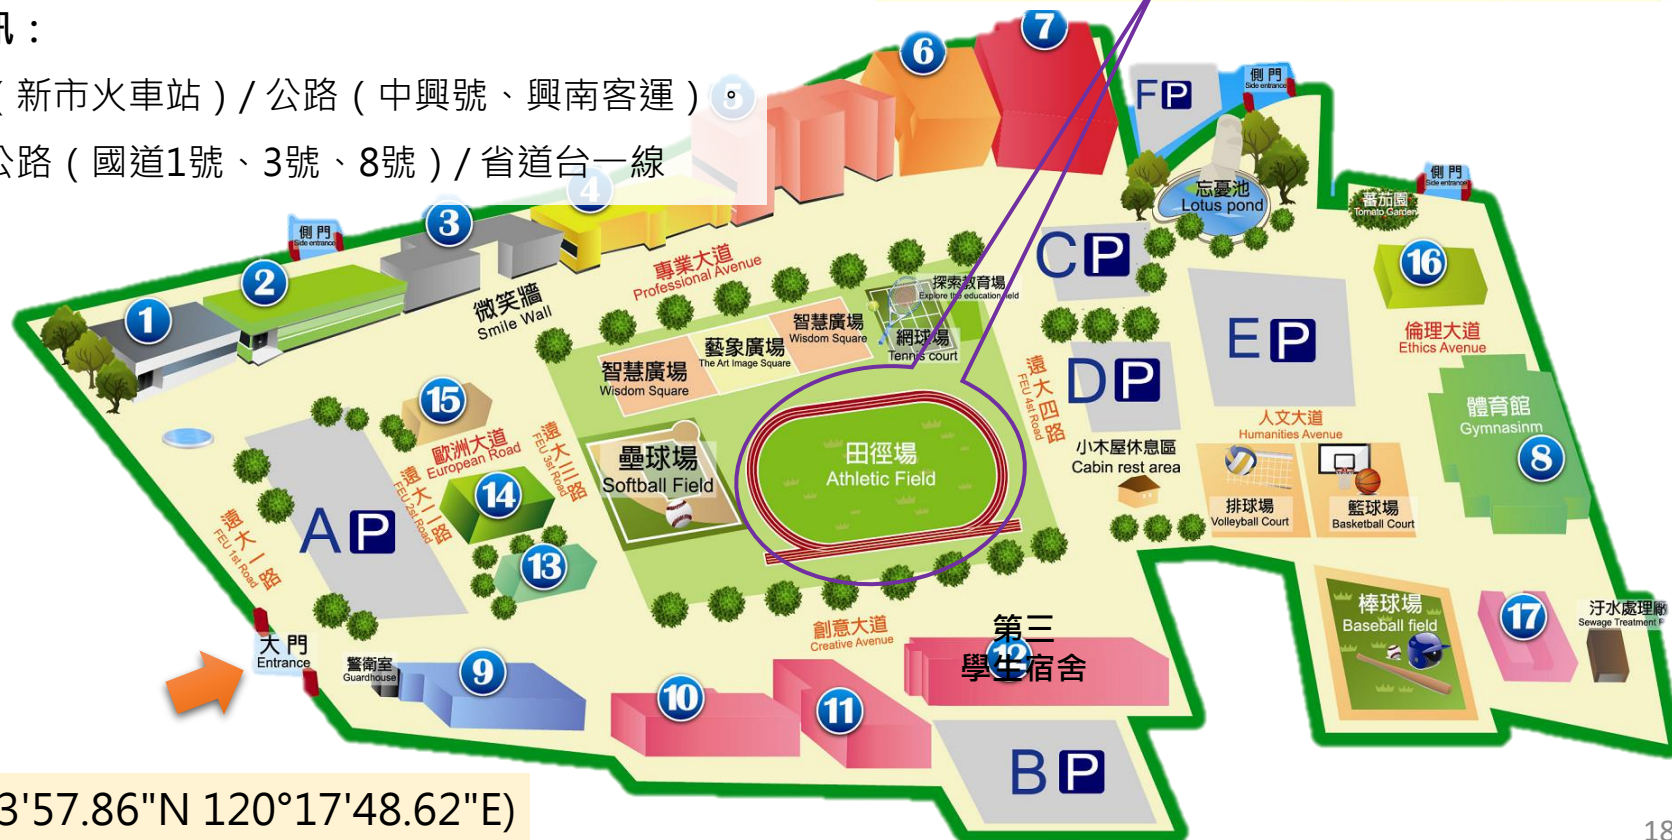 訊：
（新市火車站）/ 公路（中興號、興南客運）。
公路（國道1號、3號、8號）/ 省道台一線
1
2
3
4
5
6
7
側門
Side entrance
F P
側門
Side entrance
側門
Side entrance
忘憂池
Lotus pond
蕃茄園
Tomato Garden
微笑牆
Smile Wall
專業大道
Professional Avenue
探索教育場
Explore the education field
網球場
Tennis court
智慧廣場
Wisdom Square
藝象廣場
The Art Image Square
智慧廣場
Wisdom Square
C P
D P
E P
16
倫理大道
Ethics Avenue
體育館
Gymnasinm
8
人文大道
Humanities Avenue
遠大四路
FEU 4st Road
小木屋休息區
Cabin rest area
排球場
Volleyball Court
籃球場
Basketball Court
15
歐洲大道
European Road
14
13
遠大三路
FEU 3st Road
遠大二路
FEU 2st Road
遠大一路
FEU 1st Road
A P
壘球場
Softball Field
田徑場
Athletic Field
大門
Entrance
警衛室
Guardhouse
9
10
11
創意大道
Creative Avenue
第三
學生宿舍
12
B P
棒球場
Baseball field
17
汙水處理廠
Sewage Treatment P
3'57.86"N 120°17'48.62"E)
18